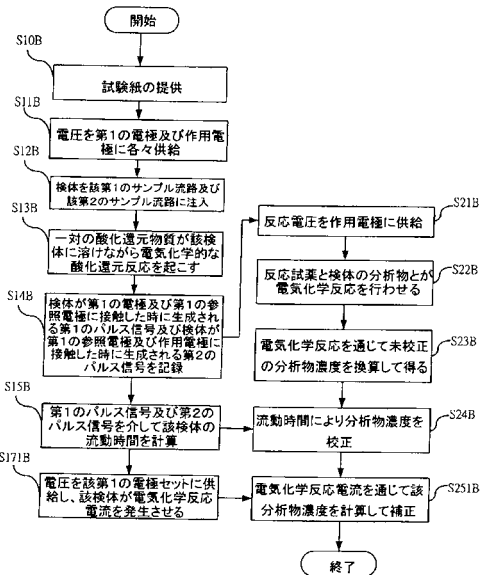 開始
S10B
試験紙の提供
S11B
電圧を第1の電極及び作用電
極に各々供給
S12B
検体を該第1のサンプル流路及び
該第2のサンプル流路に注入
S13B
一対の酸化還元物質が該検
体に溶けながら電気化学的な
酸化還元反応を起こす
S14B
検体が第1の電極及び第1の参
照電極に接触した時に生成され
る第1のパルス信号及び検体が
第1の参照電極及び作用電極に
接触した時に生成される第2の
パルス信号を記録
S15B
第1のパルス信号及び第2の
パルス信号を介して該検体の
流動時間を計算
S171B
電圧を該第1の電極セットに供
給し、該検体が電気化学反応
電流を発生させる
S21B
反応電圧を作用電極に供給
S22B
反応試薬と検体の分析物とが
電気化学反応を行わせる
S23B
電気化学反応を通じて未校正
の分析物濃度を換算して得る
S24B
流動時間により分析物濃度を
校正
S251B
電気化学反応電流を通じて該
分析物濃度を計算して補正
終了